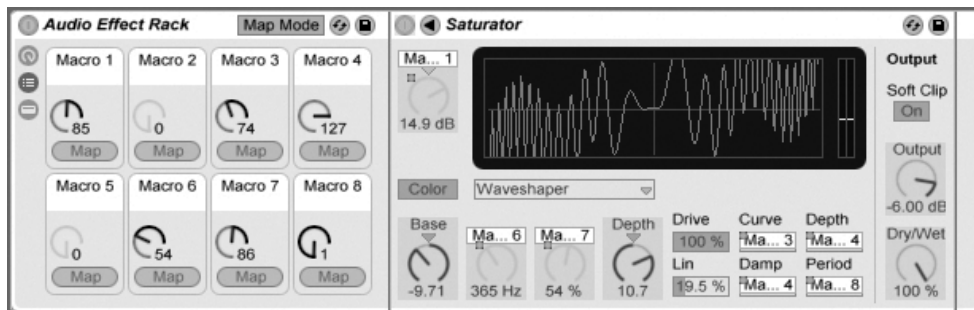 Audio Effect Rack Map Mode
Macro 1 Macro 2 Macro 3 Macro 4
85 0 74 127
Map Map Map Map
Macro 5 Macro 6 Macro 7 Macro 8
0 54 86 1
Map Map Map Map
Saturator
Ma... 1
14.9 dB
Color Waveshaper
Base Ma... 6 Ma... 7 Depth
-9.71 365 Hz 54 % 10.7
Drive Curve Depth
100 % Ma... 3 Ma... 4
Lin Damp Period
19.5 % Ma... 4 Ma... 8
Output
Soft Clip
On
Output
-6.00 dB
Dry/Wet
100 %